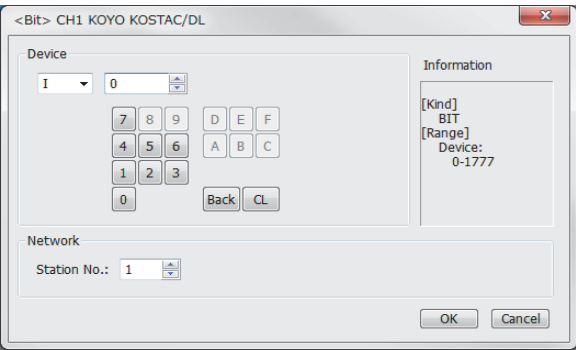 <Bit> CH1 KOYO KOSTAC/DL
Device
I 0
7 8 9 D E F
4 5 6 A B C
1 2 3
0 Back CL
Information
[Kind]
BIT
[Range]
Device:
0-1777
Network
Station No.: 1
OK Cancel